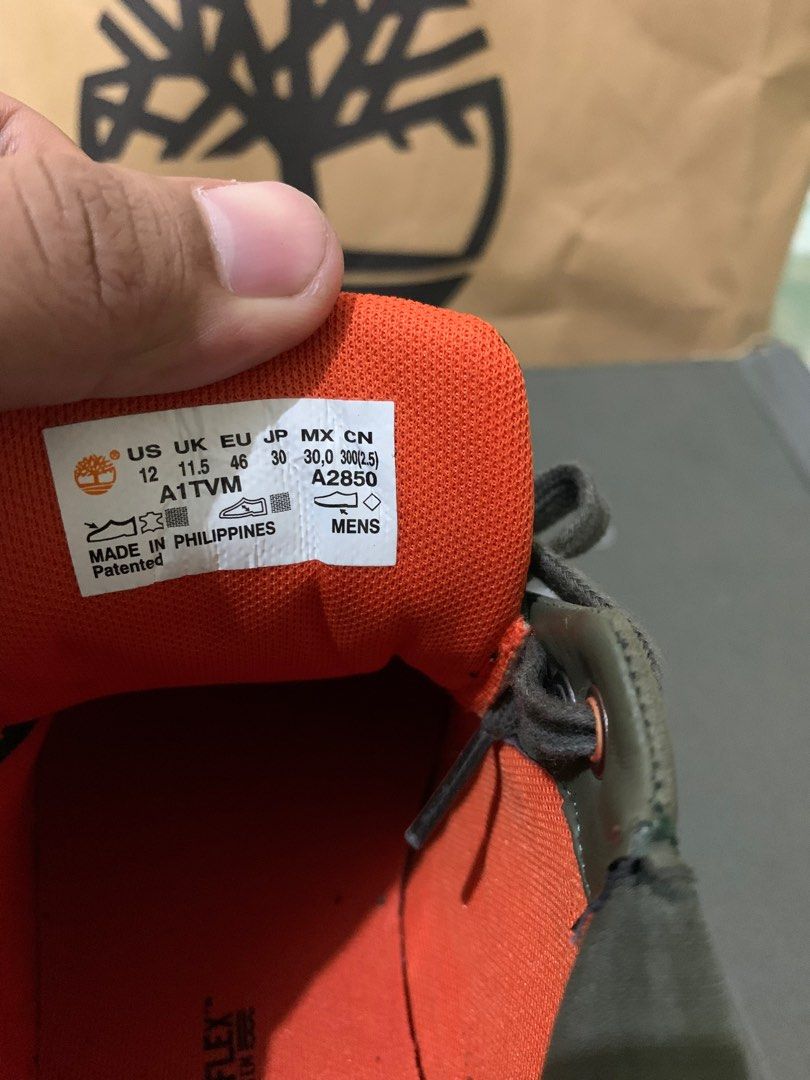 US UK EU JP MX CN
12 11.5 46 30 30,0 300(2.5)
A1TVM A2850
MENS
MADE IN PHILIPPINES
Patented
FLEX™